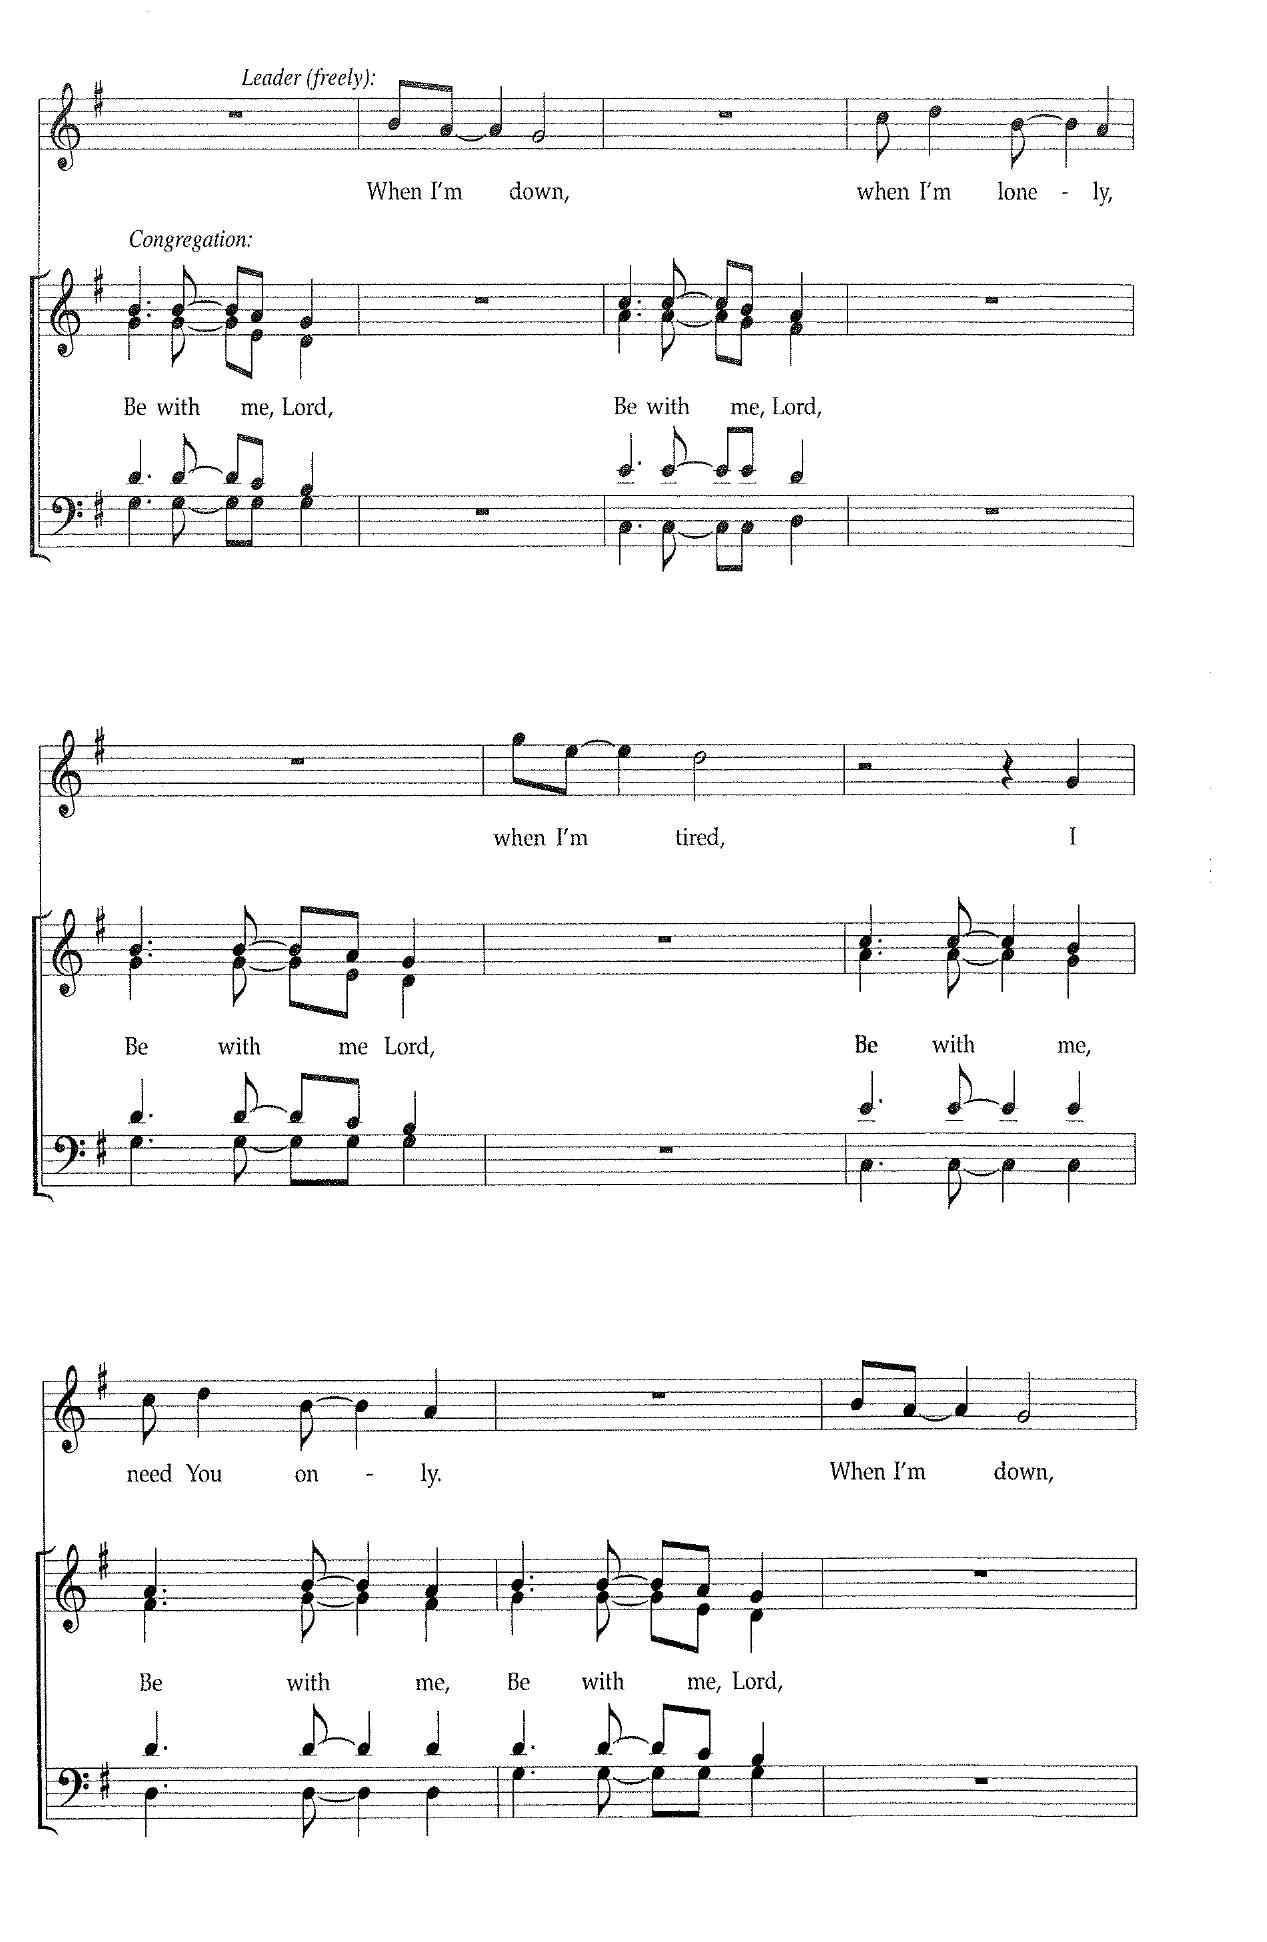 Leader (freely):
When I'm down, when I'm lone - ly,
Congregation:
Be with me, Lord, Be with me, Lord,
when I'm tired, I
Be with me Lord, Be with me,
need You on - ly. When I'm down,
Be with me, Be with me, Lord,